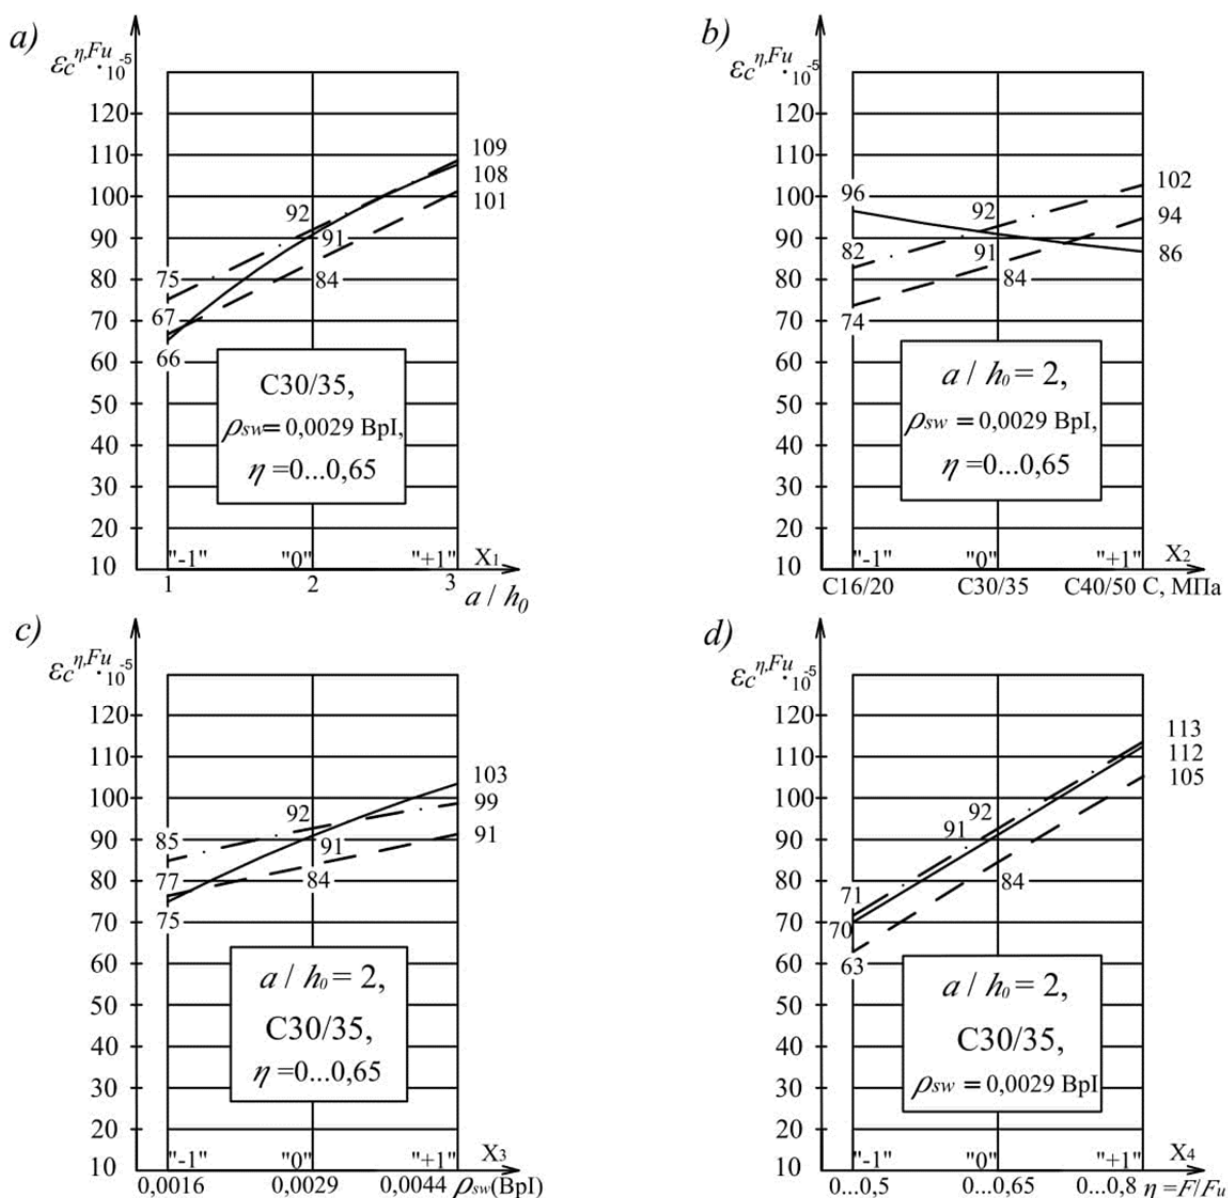 a)
εc^η,Fu·10^-5
120
110
100
90
80
70
60
50
40
30
20
10
109
108
101
92
91
84
75
67
66
C30/35,
ρsw=0,0029 BpI,
η=0...0,65
"-1" "0" "+1" X1
1 2 3
a / h0
b)
εc^η,Fu·10^-5
120
110
100
90
80
70
60
50
40
30
20
10
96
82
74
92
91
84
102
94
86
a / h0 = 2,
ρsw = 0,0029 BpI,
η =0...0,65
"-1" "0" "+1" X2
C16/20 C30/35 C40/50 C, МПа
c)
εc^η,Fu·10^-5
120
110
100
90
80
70
60
50
40
30
20
10
103
99
91
92
91
84
85
77
75
a / h0 = 2,
C30/35,
η =0...0,65
"-1" "0" "+1" X3
0,0016 0,0029 0,0044 ρsw(BpI)
d)
εc^η,Fu·10^-5
120
110
100
90
80
70
60
50
40
30
20
10
113
112
105
92
91
84
71
70
63
a / h0 = 2,
C30/35,
ρsw = 0,0029 BpI
"-1" "0" "+1" X4
0...0,5 0...0,65 0...0,8 η =F/Fu